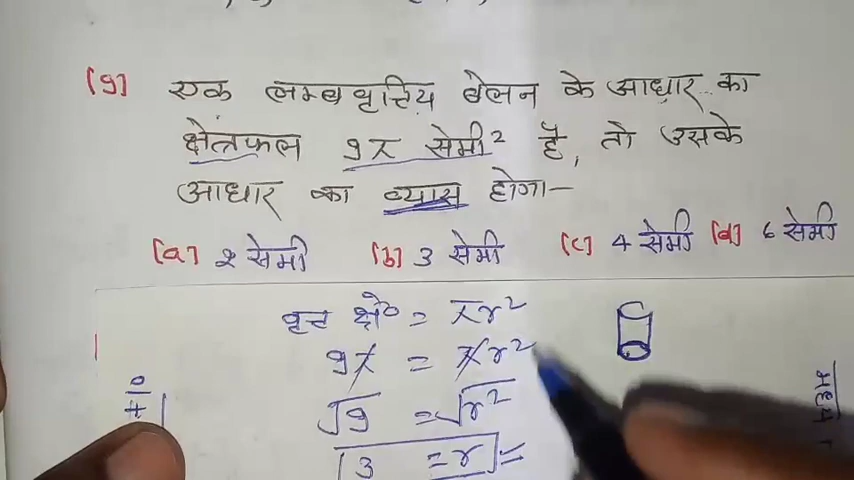 (9) एक लम्बवृत्तिय बेलन के आधार का
क्षेत्रफल 9π सेमी² है, तो उसके
आधार का व्यास होगा—
(a) 2 सेमी (b) 3 सेमी (c) 4 सेमी (d) 6 सेमी
वृत्त क्षे० = πr²
9π = πr²
√9 = √r²
3 = r